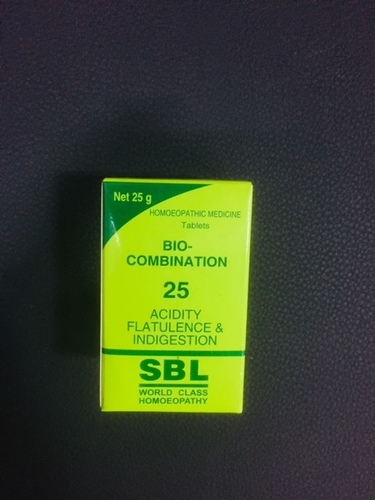 Net 25 g
HOMOEOPATHIC MEDICINE
Tablets
BIO-
COMBINATION
25
ACIDITY
FLATULENCE &
INDIGESTION
SBL
WORLD CLASS
HOMOEOPATHY